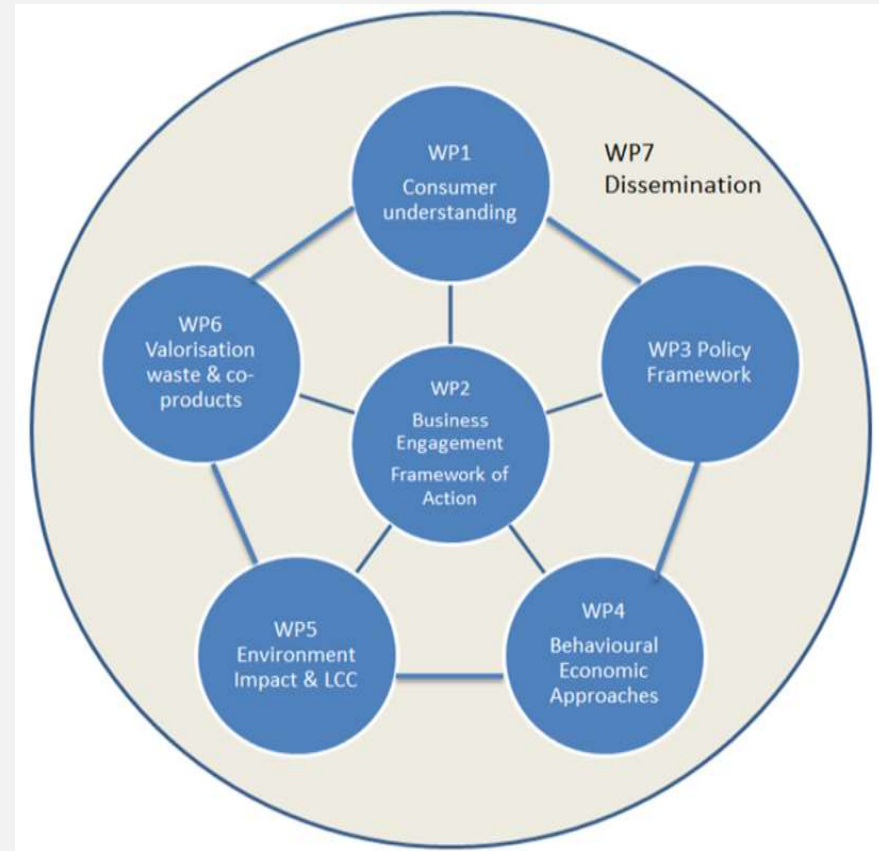 WP1
Consumer
understanding
WP7
Dissemination
WP6
Valorisation
waste & co-
products
WP3 Policy
Framework
WP2
Business
Engagement
Framework of
Action
WP5
Environment
Impact & LCC
WP4
Behavioural
Economic
Approaches